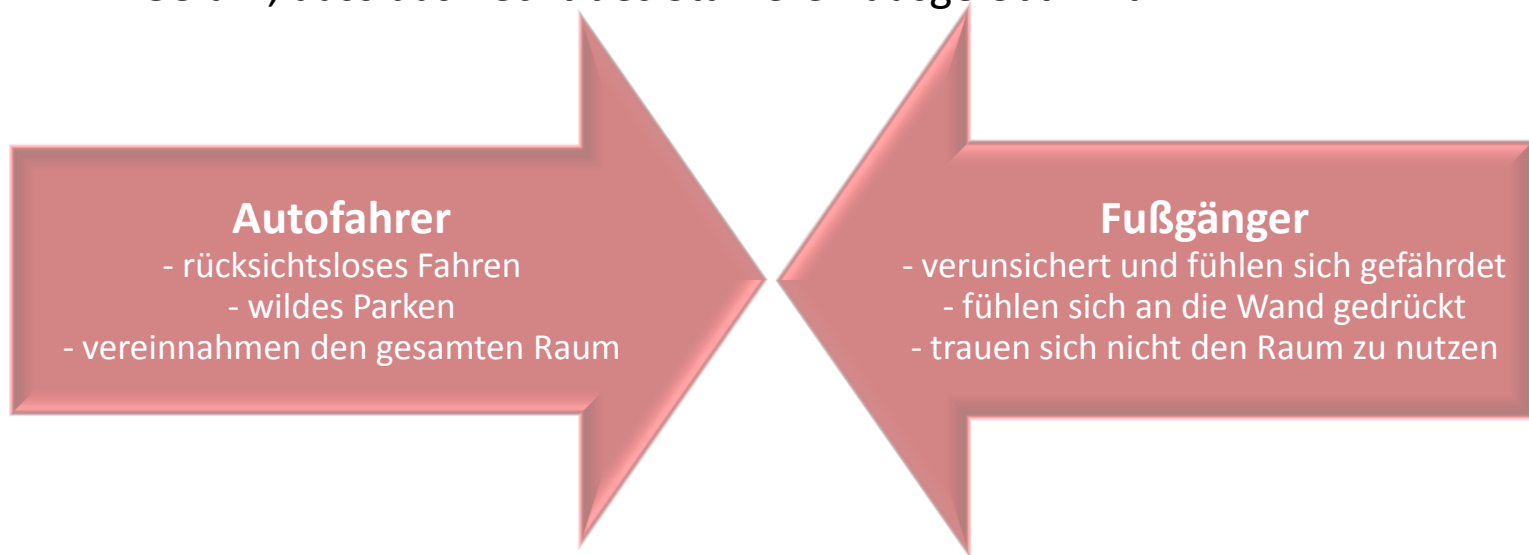 Autofahrer
- rücksichtsloses Fahren
- wildes Parken
- vereinnahmen den gesamten Raum
Fußgänger
- verunsichert und fühlen sich gefährdet
- fühlen sich an die Wand gedrückt
- trauen sich nicht den Raum zu nutzen